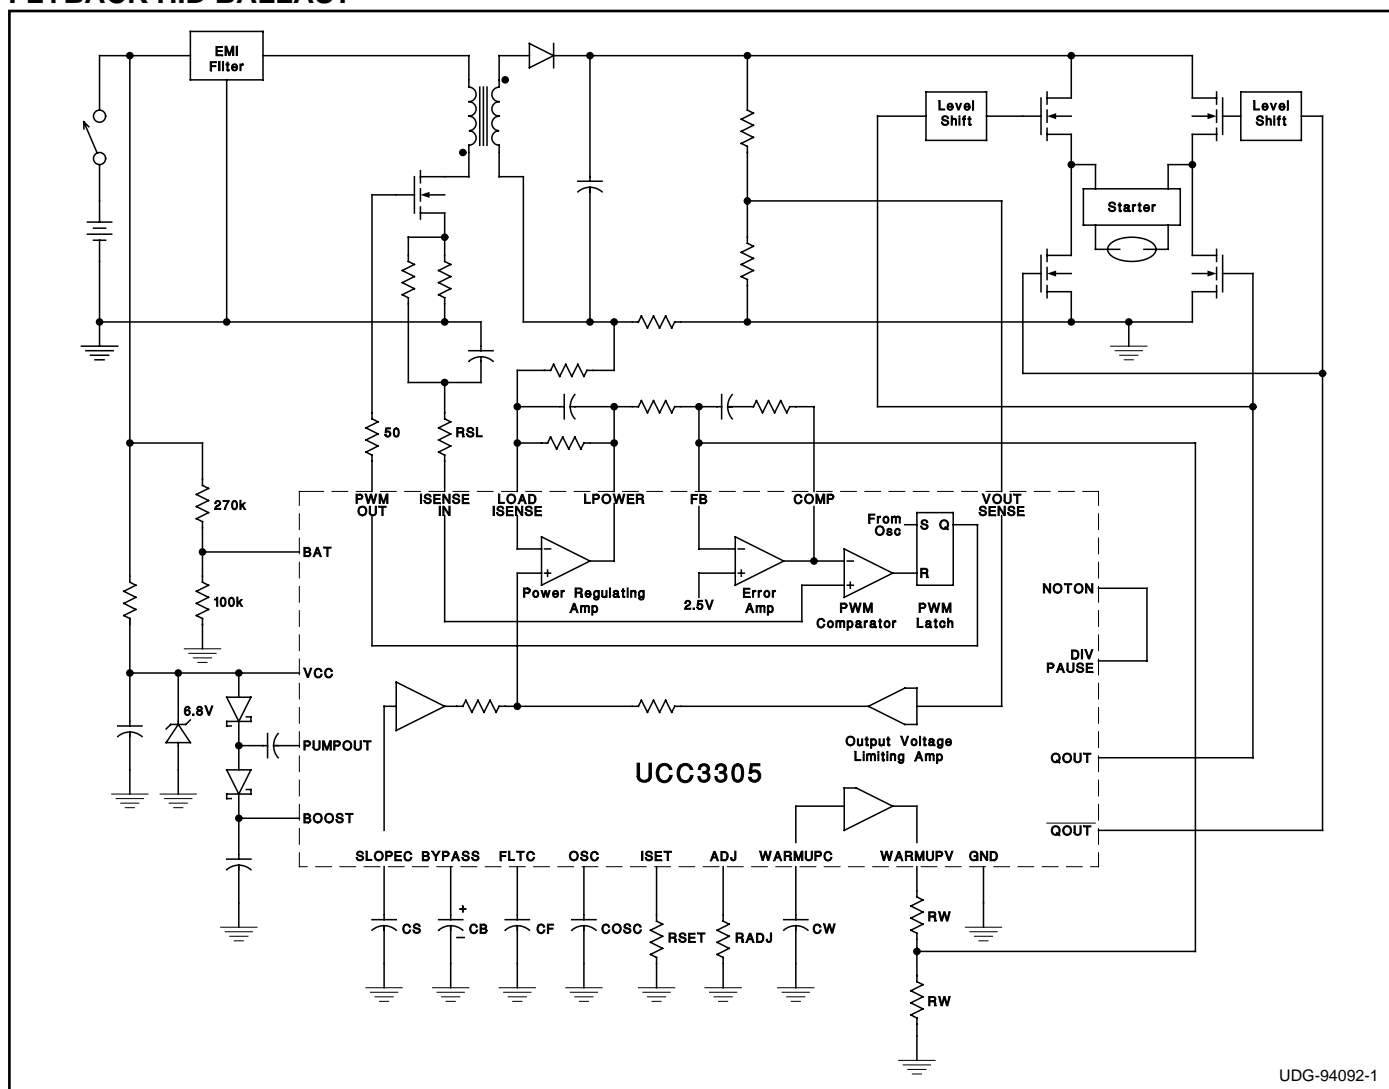 FLYBACK HID BALLAST
EMI
Filter
Level
Shift
Level
Shift
Starter
50
RSL
270k
100k
PWM
OUT
ISENSE
IN
LOAD
ISENSE
LPOWER
FB
COMP
VOUT
SENSE
From
Osc
S Q
R
BAT
Power Regulating
Amp
2.5V
Error
Amp
PWM
Comparator
PWM
Latch
NOTON
DIV
PAUSE
VCC
6.8V
PUMPOUT
Output Voltage
Limiting Amp
UCC3305
QOUT
BOOST
QOUT
SLOPEC
BYPASS
FLTC
OSC
ISET
ADJ
WARMUPC
WARMUPV
GND
CS
+
CB
−
CF
COSC
RSET
RADJ
CW
RW
RW
UDG-94092-1